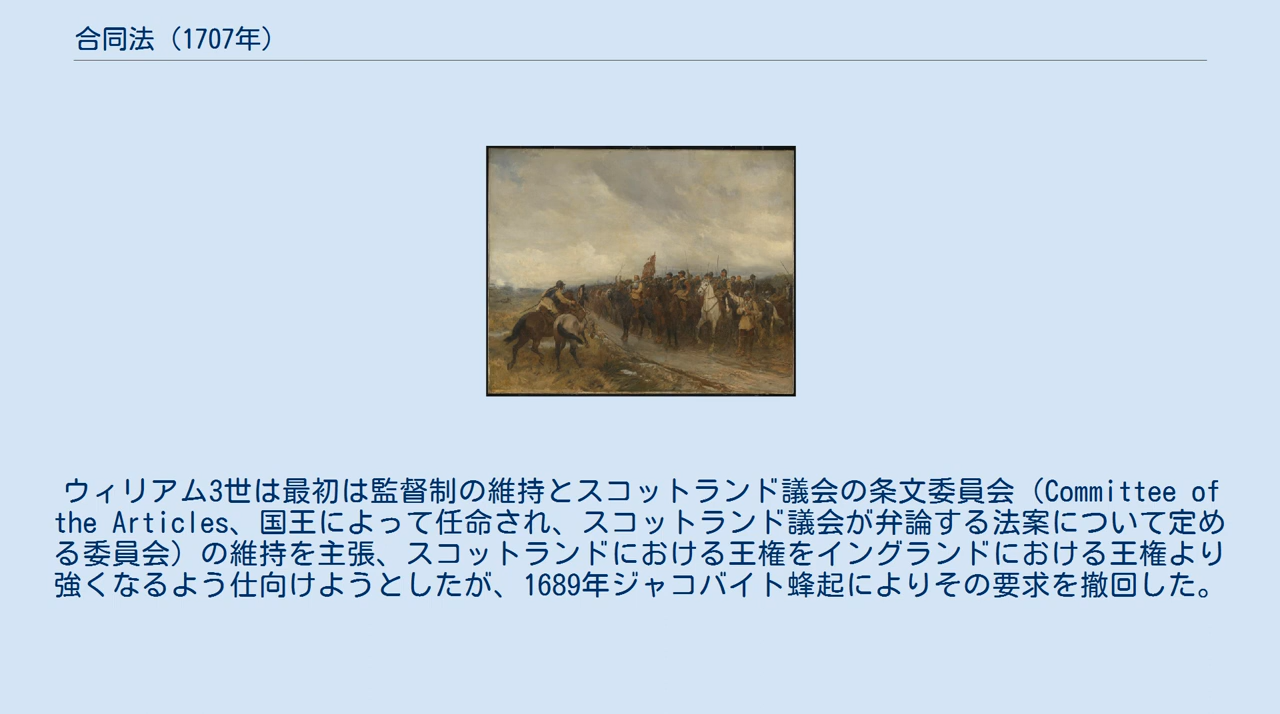 合同法（1707年）
ウィリアム3世は最初は監督制の維持とスコットランド議会の条文委員会（Committee of
the Articles、国王によって任命され、スコットランド議会が弁論する法案について定め
る委員会）の維持を主張、スコットランドにおける王権をイングランドにおける王権より
強くなるよう仕向けようとしたが、1689年ジャコバイト蜂起によりその要求を撤回した。